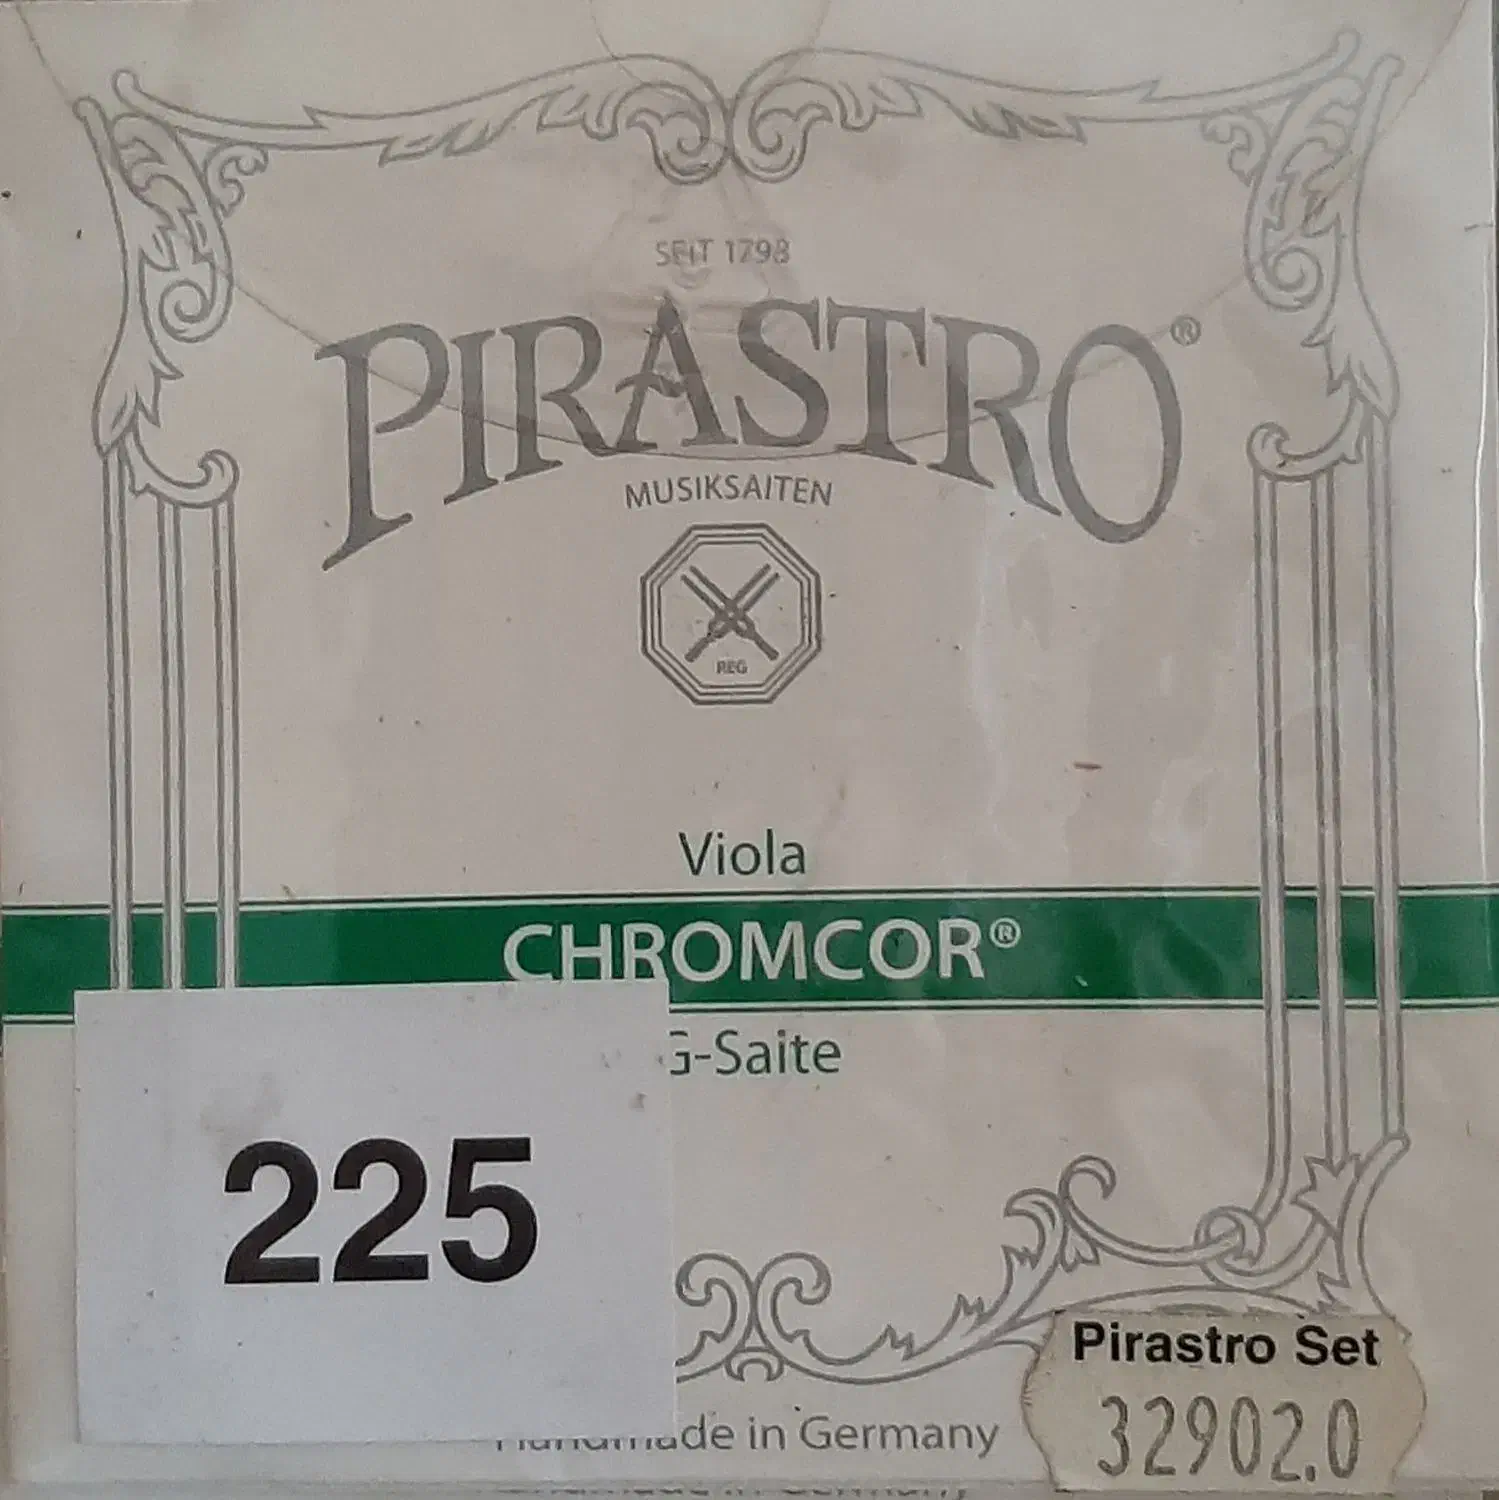 SEIT 1798
PIRASTRO®
MUSIKSAITEN
REG
Viola
CHROMCOR®
G-Saite
225
Pirastro Set
32902.0
Handmade in Germany